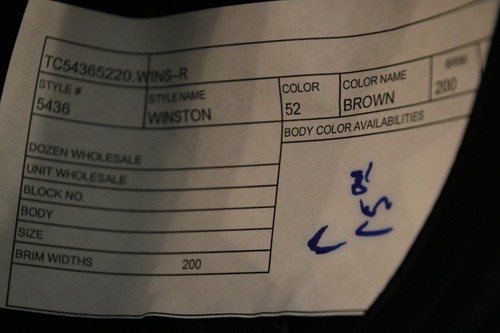 TC54365220.WINS-R
STYLE # STYLE NAME COLOR COLOR NAME BRIM
5436 WINSTON 52 BROWN 200
BODY COLOR AVAILABILITIES
DOZEN WHOLESALE
UNIT WHOLESALE
BLOCK NO.
BODY
SIZE
BRIM WIDTHS 200